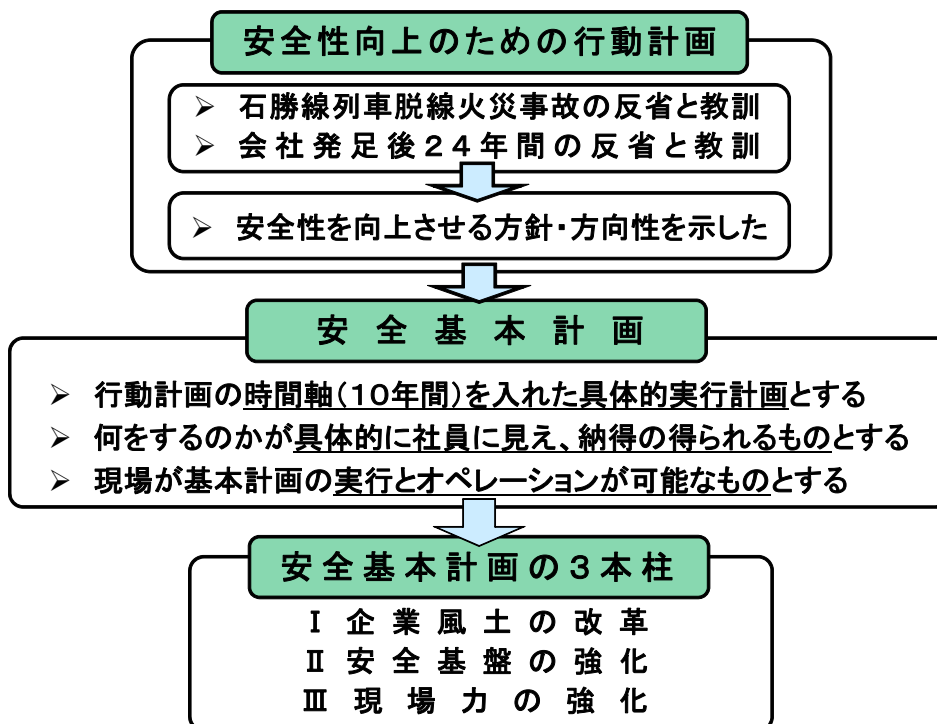 安全性向上のための行動計画
➢ 石勝線列車脱線火災事故の反省と教訓
➢ 会社発足後24年間の反省と教訓
➢ 安全性を向上させる方針・方向性を示した
安全基本計画
➢ 行動計画の時間軸（１０年間）を入れた具体的実行計画とする
➢ 何をするのかが具体的に社員に見え、納得の得られるものとする
➢ 現場が基本計画の実行とオペレーションが可能なものとする
安全基本計画の３本柱
Ⅰ 企業風土の改革
Ⅱ 安全基盤の強化
Ⅲ 現場力の強化